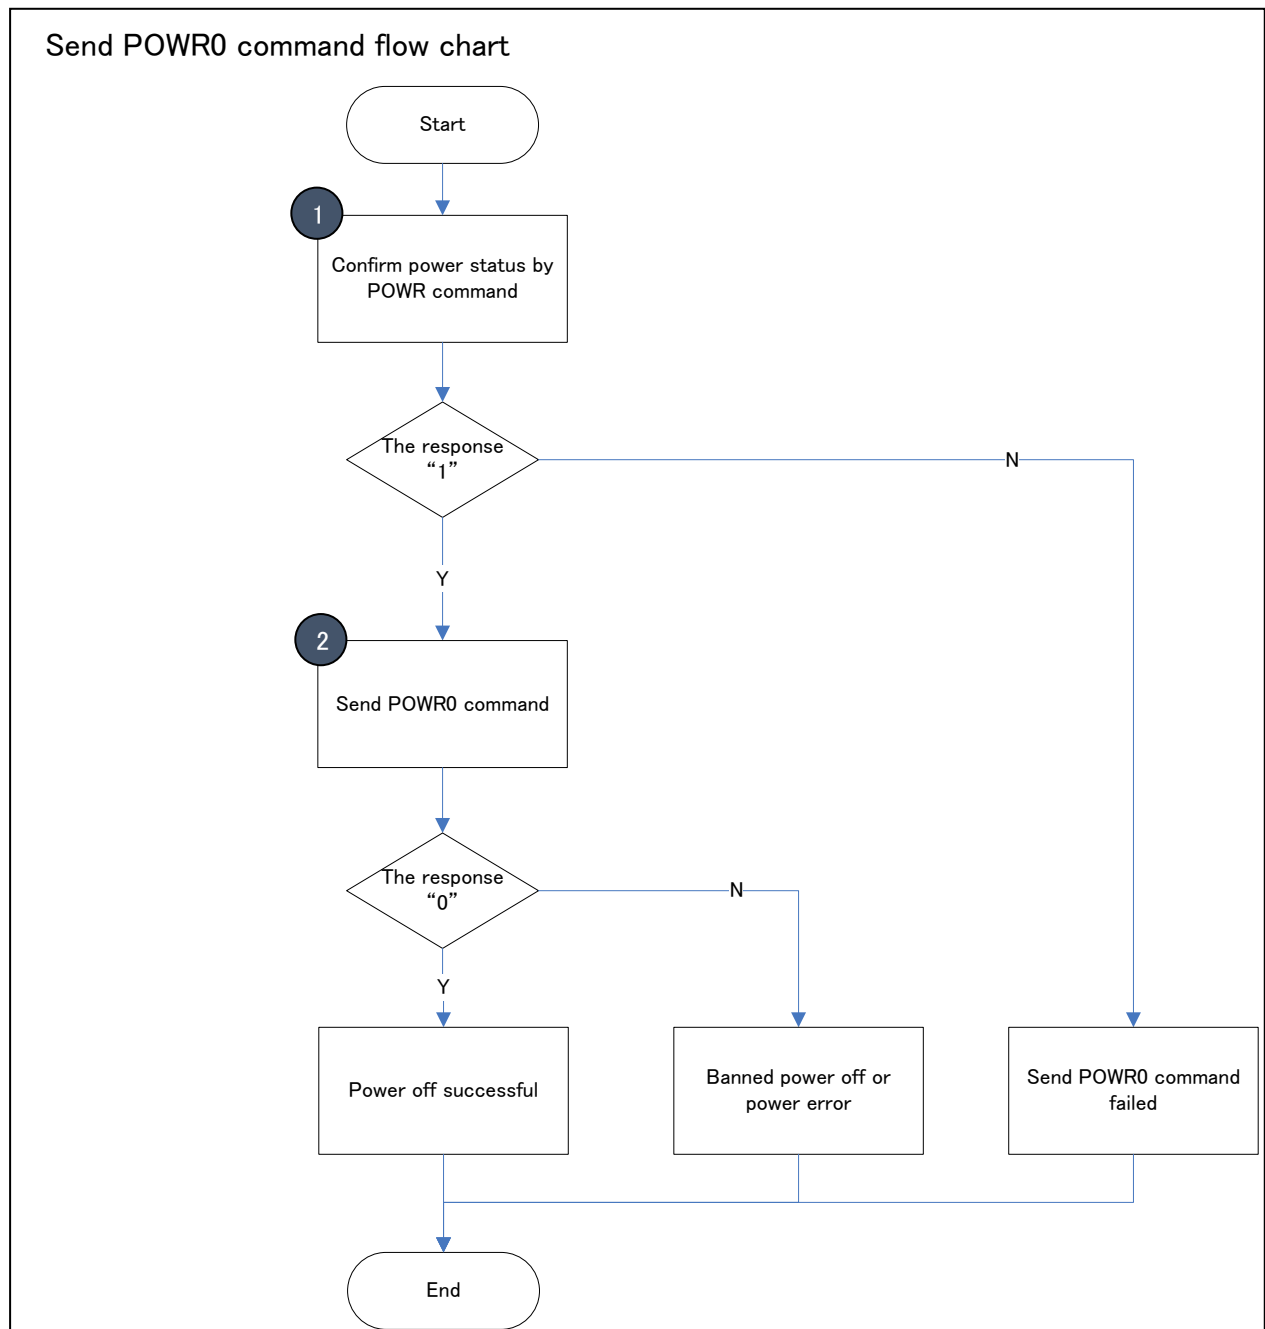 Send POWR0 command flow chart
Start
1
Confirm power status by
POWR command
The response
“1”
N
Y
2
Send POWR0 command
The response
“0”
N
Y
Power off successful
Banned power off or
power error
Send POWR0 command
failed
End